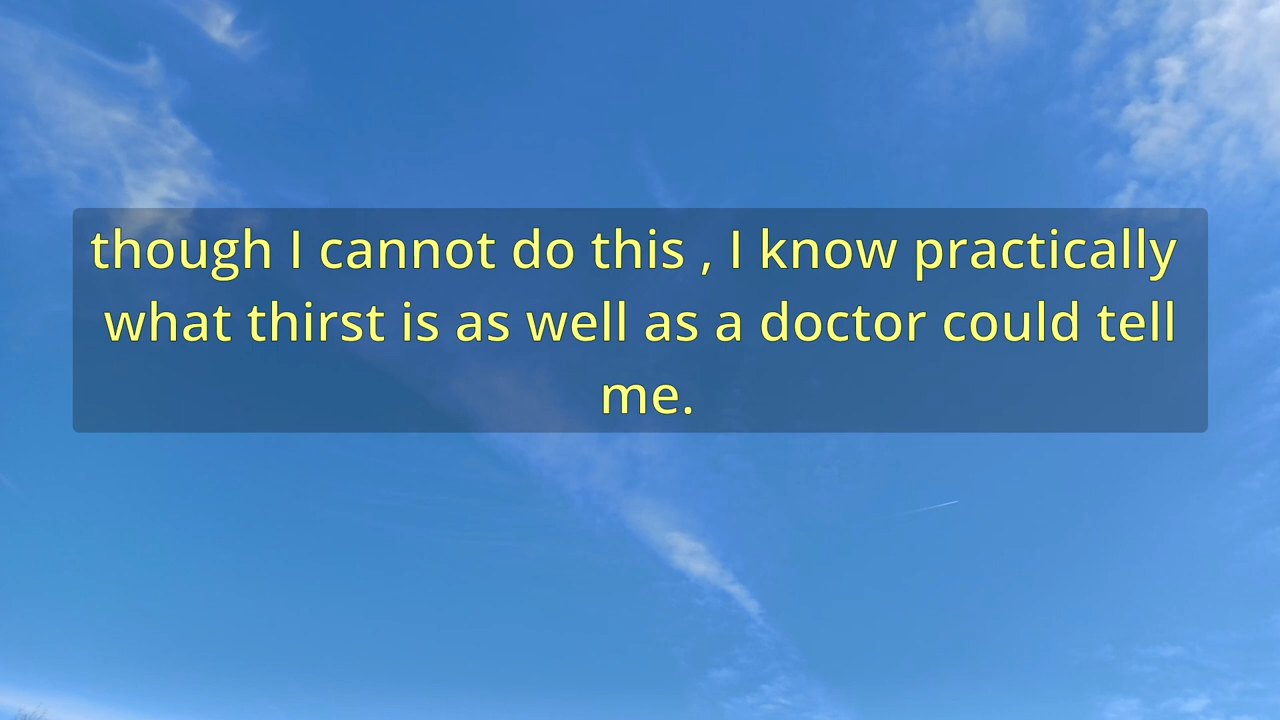 though I cannot do this , I know practically
what thirst is as well as a doctor could tell
me.